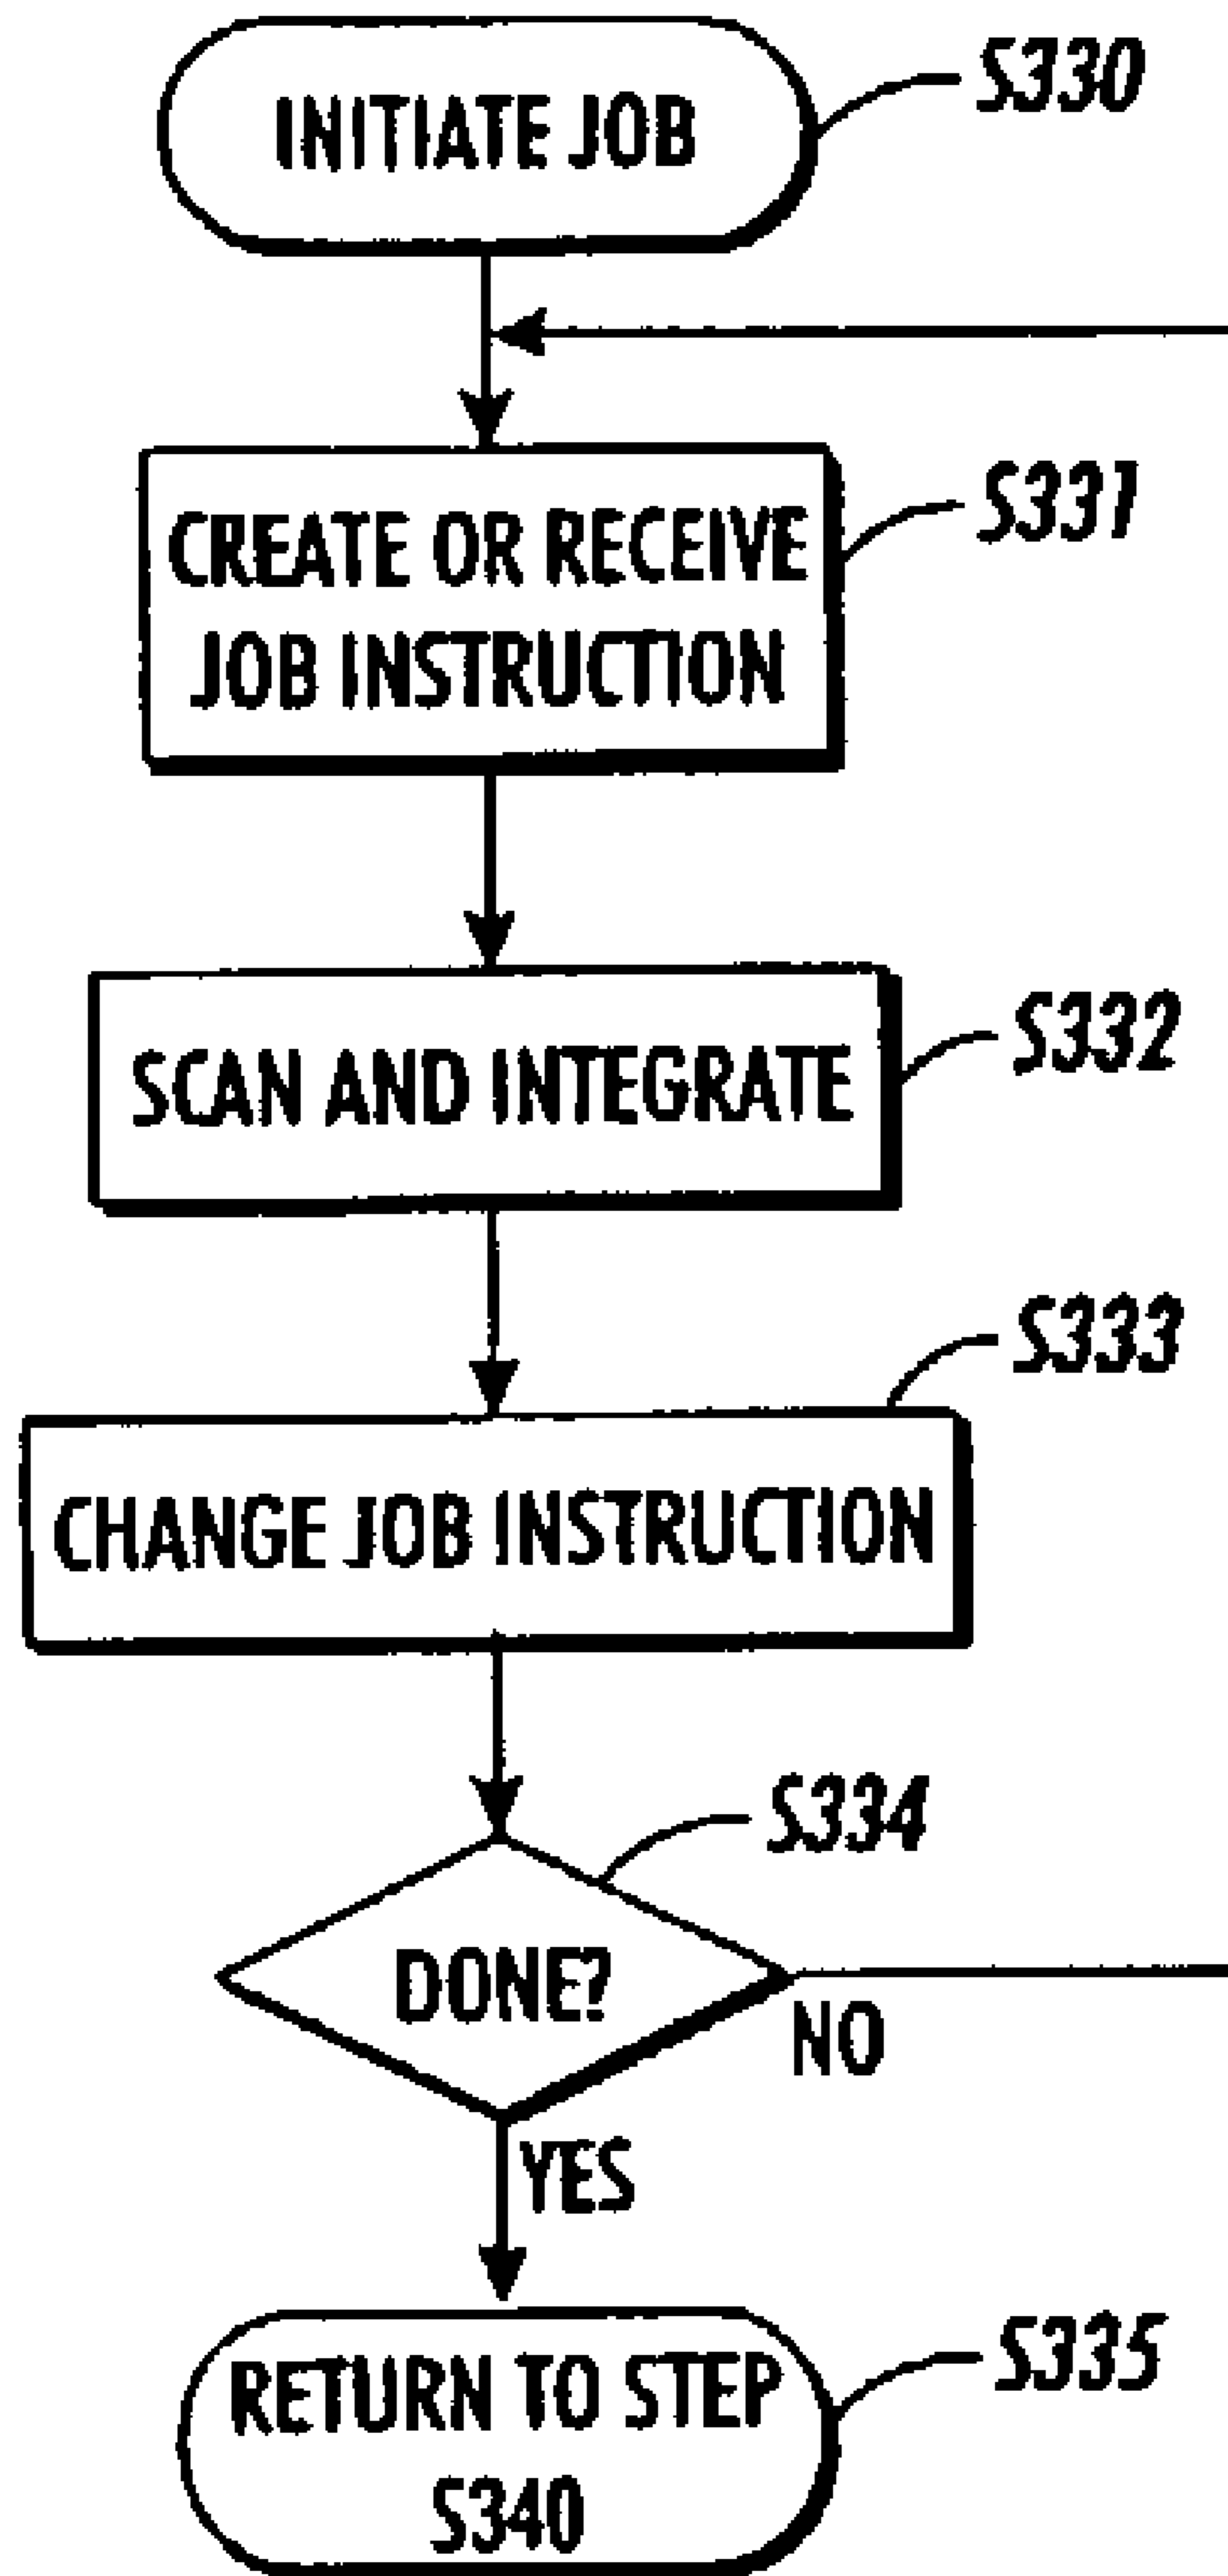 INITIATE JOB
S330
CREATE OR RECEIVE
JOB INSTRUCTION
S331
SCAN AND INTEGRATE
S332
S333
CHANGE JOB INSTRUCTION
S334
DONE?
NO
YES
RETURN TO STEP
S340
S335